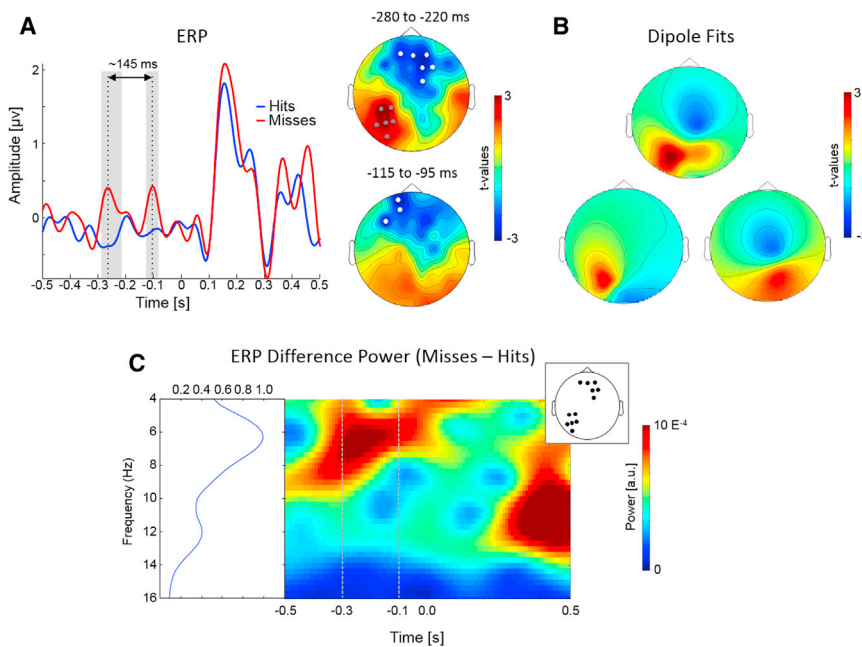 A
ERP
~145 ms
Hits
Misses
Amplitude [μv]
2
1
0
-0.5 -0.4 -0.3 -0.2 -0.1 0 0.1 0.2 0.3 0.4 0.5
Time [s]
-280 to -220 ms
-115 to -95 ms
3
t-values
-3
B
Dipole Fits
3
t-values
-3
C
ERP Difference Power (Misses – Hits)
0.2 0.4 0.6 0.8 1.0
4
6
8
10
12
14
16
Frequency (Hz)
-0.5 -0.3 -0.1 0.0 0.5
Time [s]
10 E⁻⁴
Power [a.u.]
0